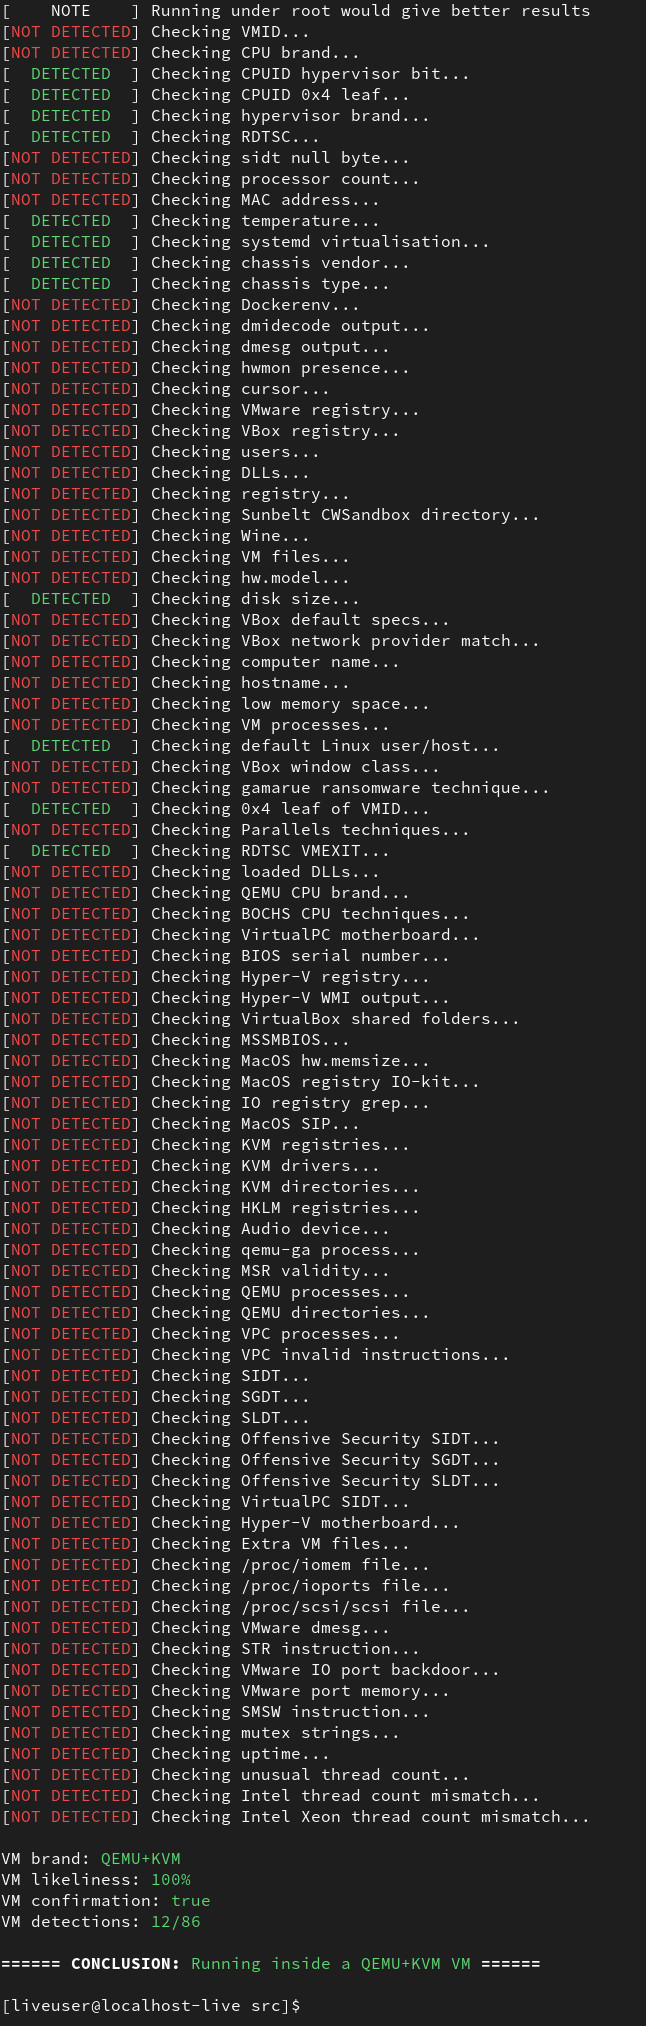 [    NOTE    ] Running under root would give better results
[NOT DETECTED] Checking VMID...
[NOT DETECTED] Checking CPU brand...
[  DETECTED  ] Checking CPUID hypervisor bit...
[  DETECTED  ] Checking CPUID 0x4 leaf...
[  DETECTED  ] Checking hypervisor brand...
[  DETECTED  ] Checking RDTSC...
[NOT DETECTED] Checking sidt null byte...
[NOT DETECTED] Checking processor count...
[NOT DETECTED] Checking MAC address...
[  DETECTED  ] Checking temperature...
[  DETECTED  ] Checking systemd virtualisation...
[  DETECTED  ] Checking chassis vendor...
[  DETECTED  ] Checking chassis type...
[NOT DETECTED] Checking Dockerenv...
[NOT DETECTED] Checking dmidecode output...
[NOT DETECTED] Checking dmesg output...
[NOT DETECTED] Checking hwmon presence...
[NOT DETECTED] Checking cursor...
[NOT DETECTED] Checking VMware registry...
[NOT DETECTED] Checking VBox registry...
[NOT DETECTED] Checking users...
[NOT DETECTED] Checking DLLs...
[NOT DETECTED] Checking registry...
[NOT DETECTED] Checking Sunbelt CWSandbox directory...
[NOT DETECTED] Checking Wine...
[NOT DETECTED] Checking VM files...
[NOT DETECTED] Checking hw.model...
[  DETECTED  ] Checking disk size...
[NOT DETECTED] Checking VBox default specs...
[NOT DETECTED] Checking VBox network provider match...
[NOT DETECTED] Checking computer name...
[NOT DETECTED] Checking hostname...
[NOT DETECTED] Checking low memory space...
[NOT DETECTED] Checking VM processes...
[  DETECTED  ] Checking default Linux user/host...
[NOT DETECTED] Checking VBox window class...
[NOT DETECTED] Checking gamarue ransomware technique...
[  DETECTED  ] Checking 0x4 leaf of VMID...
[NOT DETECTED] Checking Parallels techniques...
[  DETECTED  ] Checking RDTSC VMEXIT...
[NOT DETECTED] Checking loaded DLLs...
[NOT DETECTED] Checking QEMU CPU brand...
[NOT DETECTED] Checking BOCHS CPU techniques...
[NOT DETECTED] Checking VirtualPC motherboard...
[NOT DETECTED] Checking BIOS serial number...
[NOT DETECTED] Checking Hyper-V registry...
[NOT DETECTED] Checking Hyper-V WMI output...
[NOT DETECTED] Checking VirtualBox shared folders...
[NOT DETECTED] Checking MSSMBIOS...
[NOT DETECTED] Checking MacOS hw.memsize...
[NOT DETECTED] Checking MacOS registry IO-kit...
[NOT DETECTED] Checking IO registry grep...
[NOT DETECTED] Checking MacOS SIP...
[NOT DETECTED] Checking KVM registries...
[NOT DETECTED] Checking KVM drivers...
[NOT DETECTED] Checking KVM directories...
[NOT DETECTED] Checking HKLM registries...
[NOT DETECTED] Checking Audio device...
[NOT DETECTED] Checking qemu-ga process...
[NOT DETECTED] Checking MSR validity...
[NOT DETECTED] Checking QEMU processes...
[NOT DETECTED] Checking QEMU directories...
[NOT DETECTED] Checking VPC processes...
[NOT DETECTED] Checking VPC invalid instructions...
[NOT DETECTED] Checking SIDT...
[NOT DETECTED] Checking SGDT...
[NOT DETECTED] Checking SLDT...
[NOT DETECTED] Checking Offensive Security SIDT...
[NOT DETECTED] Checking Offensive Security SGDT...
[NOT DETECTED] Checking Offensive Security SLDT...
[NOT DETECTED] Checking VirtualPC SIDT...
[NOT DETECTED] Checking Hyper-V motherboard...
[NOT DETECTED] Checking Extra VM files...
[NOT DETECTED] Checking /proc/iomem file...
[NOT DETECTED] Checking /proc/ioports file...
[NOT DETECTED] Checking /proc/scsi/scsi file...
[NOT DETECTED] Checking VMware dmesg...
[NOT DETECTED] Checking STR instruction...
[NOT DETECTED] Checking VMware IO port backdoor...
[NOT DETECTED] Checking VMware port memory...
[NOT DETECTED] Checking SMSW instruction...
[NOT DETECTED] Checking mutex strings...
[NOT DETECTED] Checking uptime...
[NOT DETECTED] Checking unusual thread count...
[NOT DETECTED] Checking Intel thread count mismatch...
[NOT DETECTED] Checking Intel Xeon thread count mismatch...
VM brand: QEMU+KVM
VM likeliness: 100%
VM confirmation: true
VM detections: 12/86
====== CONCLUSION: Running inside a QEMU+KVM VM ======
[liveuser@localhost-live src]$